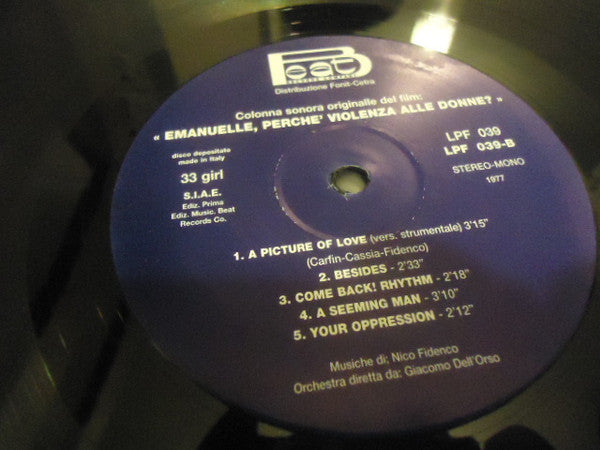 Beat
RECORDS COMPANY
Distribuzione Fonit-Cetra
Colonna sonora originalle del film:
« EMANUELLE, PERCHE' VIOLENZA ALLE DONNE? »
disco depositato
made in Italy
33 giri
S.I.A.E.
Ediz. Prima
Ediz. Music. Beat
Records Co.
LPF 039
LPF 039-B
STEREO-MONO
1977
1. A PICTURE OF LOVE (vers. strumentale) 3'15"
(Carfin-Cassia-Fidenco)
2. BESIDES - 2'33"
3. COME BACK! RHYTHM - 2'18"
4. A SEEMING MAN - 3'10"
5. YOUR OPPRESSION - 2'12"
Musiche di: Nico Fidenco
Orchestra diretta da: Giacomo Dell'Orso